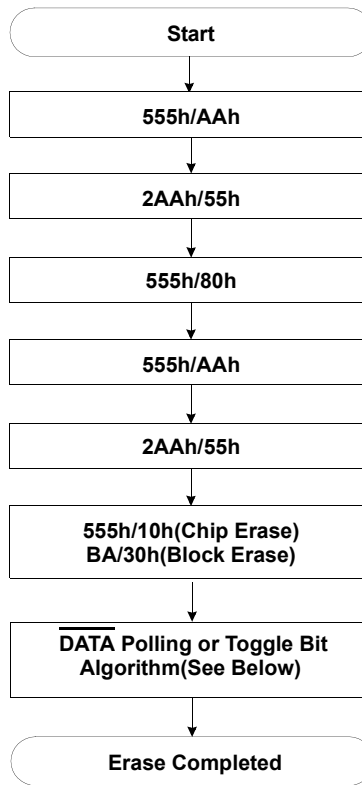 Start
555h/AAh
2AAh/55h
555h/80h
555h/AAh
2AAh/55h
555h/10h(Chip Erase)
BA/30h(Block Erase)
D̅A̅T̅A̅ Polling or Toggle Bit
Algorithm(See Below)
Erase Completed